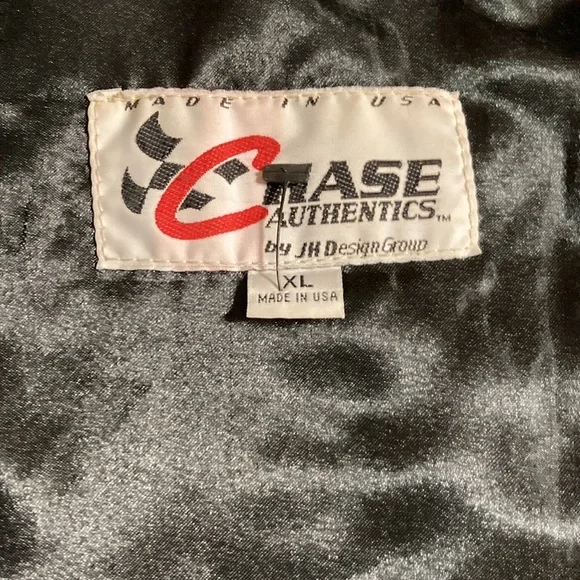 MADE IN USA
CHASE
AUTHENTICS™
by JH Design Group
XL
MADE IN USA